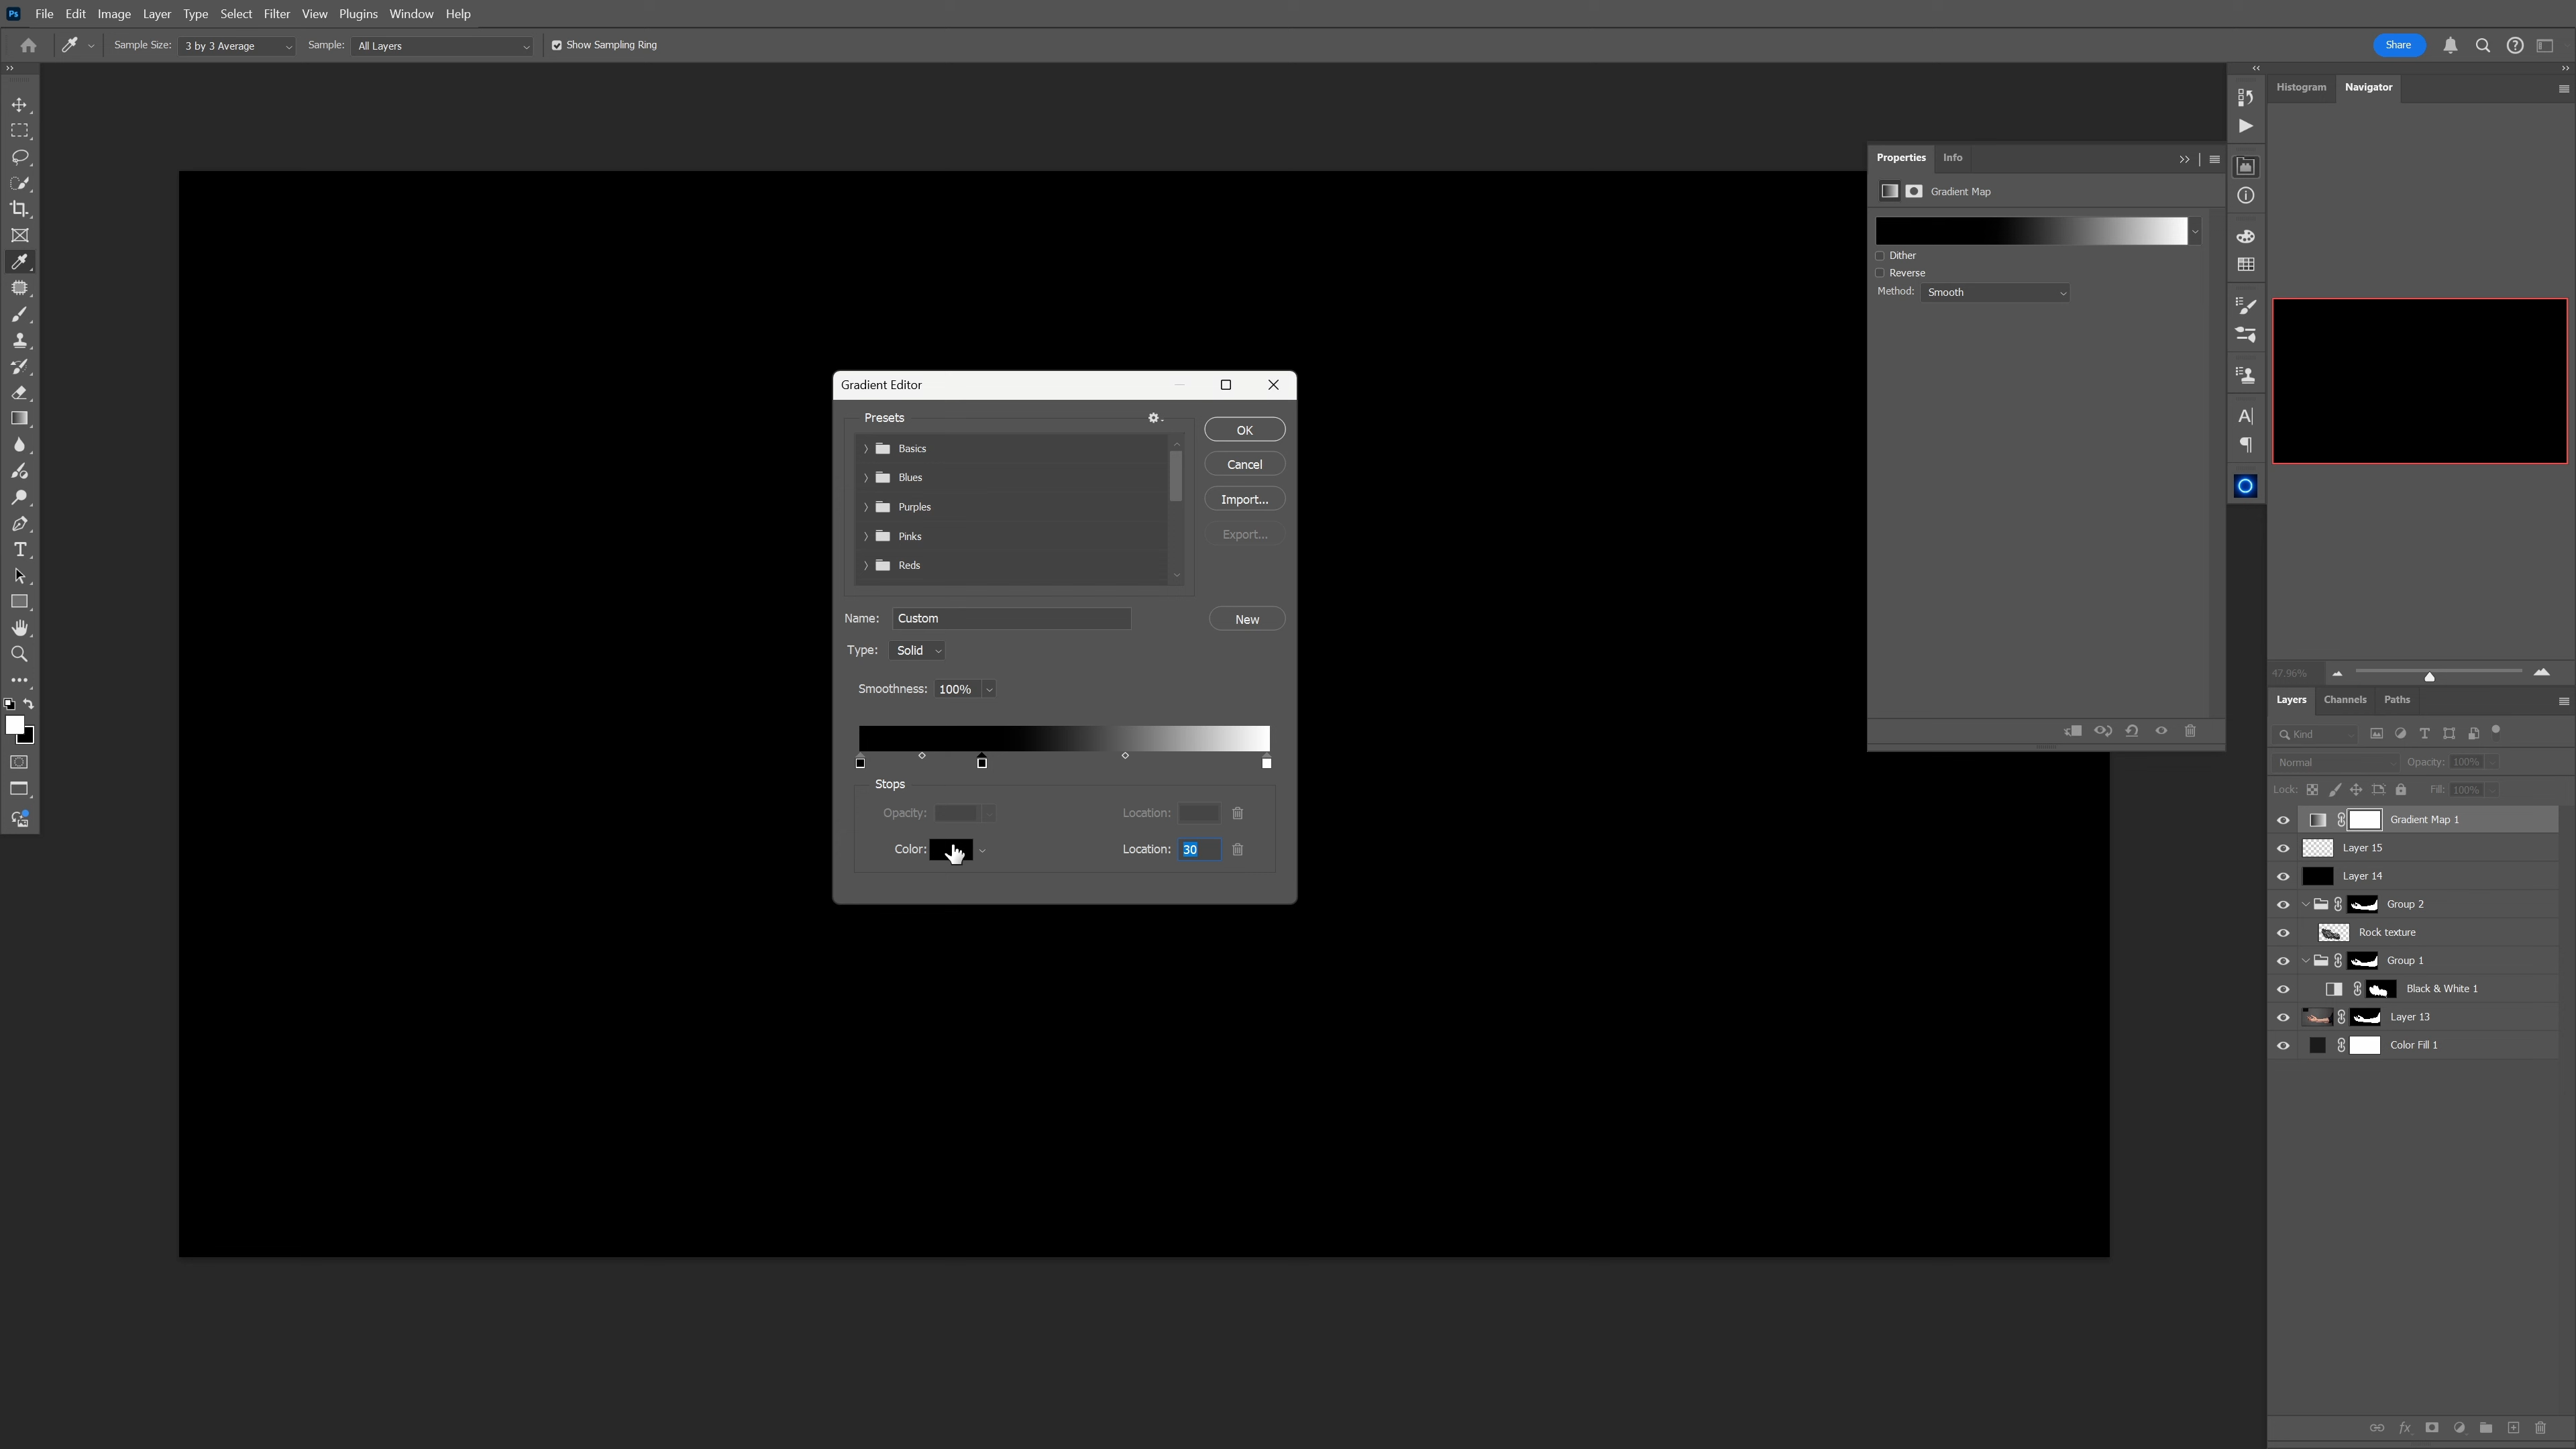 Ps File Edit Image Layer Type Select Filter View Plugins Window Help
Sample Size: 3 by 3 Average Sample: All Layers Show Sampling Ring Share
Histogram Navigator
Properties Info
Gradient Map
Dither
Reverse
Method: Smooth
Gradient Editor
Presets
Basics
Blues
Purples
Pinks
Reds
OK
Cancel
Import...
Export...
Name: Custom New
Type: Solid
Smoothness: 100%
Stops
Opacity: Location:
Color: Location: 30
47.96%
Layers Channels Paths
Kind
Normal Opacity: 100%
Lock: Fill: 100%
Gradient Map 1
Layer 15
Layer 14
Group 2
Rock texture
Group 1
Black & White 1
Layer 13
Color Fill 1